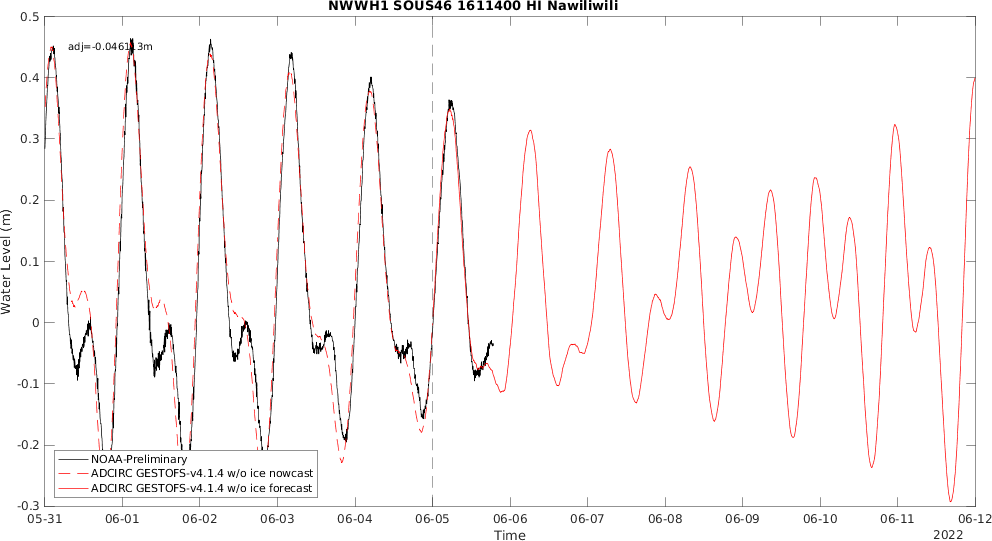 NWWH1 SOUS46 1611400 HI Nawiliwili
0.5
adj=-0.046113m
0.4
0.3
0.2
0.1
0
-0.1
-0.2
-0.3
Water Level (m)
NOAA-Preliminary
ADCIRC GESTOFS-v4.1.4 w/o ice nowcast
ADCIRC GESTOFS-v4.1.4 w/o ice forecast
05-31 06-01 06-02 06-03 06-04 06-05 06-06 06-07 06-08 06-09 06-10 06-11 06-12
Time
2022